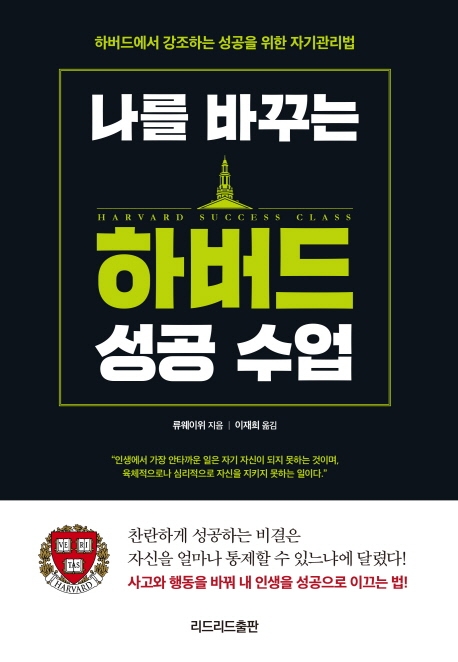 하버드에서 강조하는 성공을 위한 자기관리법
나를 바꾸는
HARVARD SUCCESS CLASS
하버드
성공 수업
류웨이위 지음 | 이재희 옮김
“인생에서 가장 안타까운 일은 자기 자신이 되지 못하는 것이며,
육체적으로나 심리적으로 자신을 지키지 못하는 일이다.”
VE RI
TAS
HARVARD
찬란하게 성공하는 비결은
자신을 얼마나 통제할 수 있느냐에 달렸다!
사고와 행동을 바꿔 내 인생을 성공으로 이끄는 법!
리드리드출판